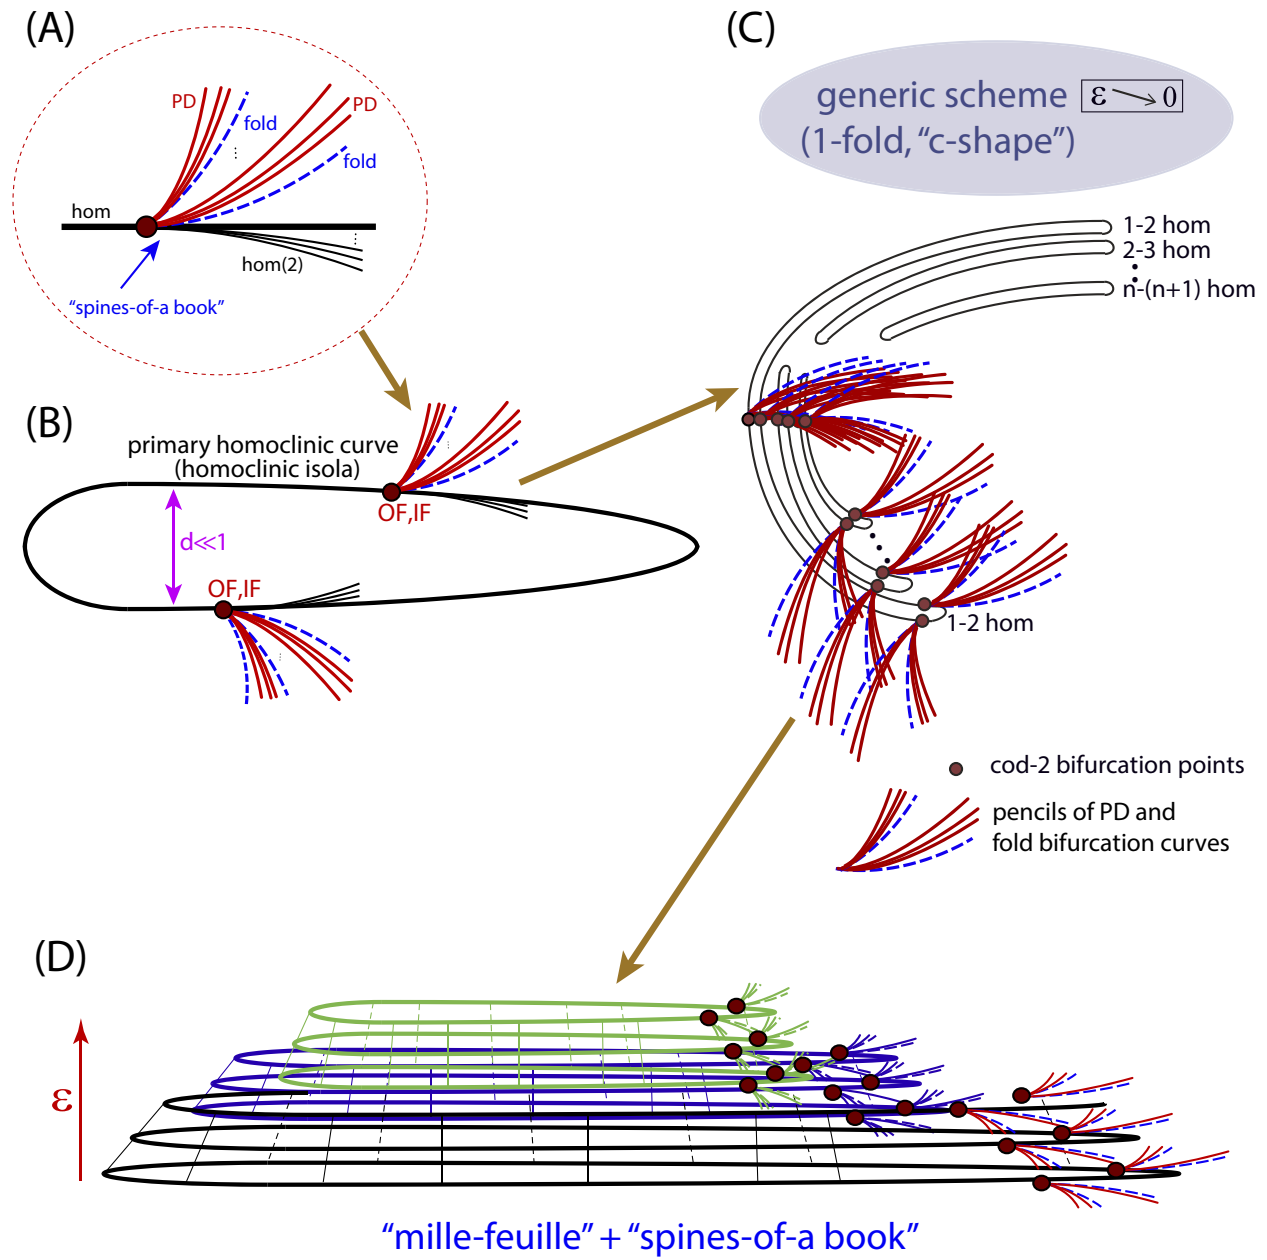 (A)
PD
fold
PD
fold
hom
hom(2)
“spines-of-a book”
(C)
generic scheme ε 0
(1-fold, “c-shape”)
1-2 hom
2-3 hom
n-(n+1) hom
(B)
primary homoclinic curve
(homoclinic isola)
OF,IF
d≪1
OF,IF
1-2 hom
cod-2 bifurcation points
pencils of PD and
fold bifurcation curves
(D)
ε
“mille-feuille” + “spines-of-a book”